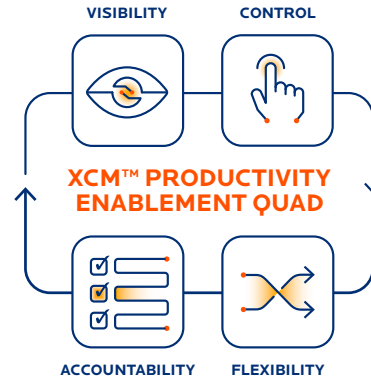 VISIBILITY
CONTROL
XCM™ PRODUCTIVITY
ENABLEMENT QUAD
ACCOUNTABILITY
FLEXIBILITY